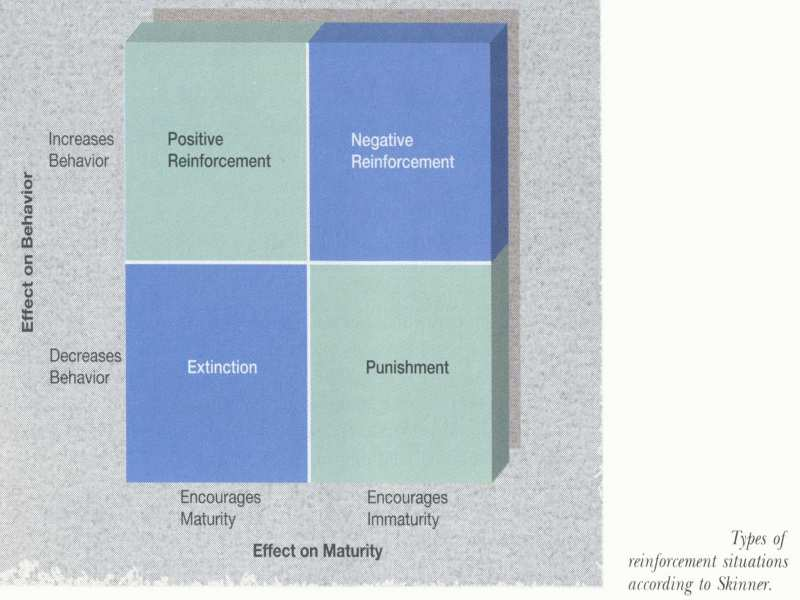 Effect on Behavior
Increases
Behavior
Positive
Reinforcement
Negative
Reinforcement
Decreases
Behavior
Extinction
Punishment
Encourages
Maturity
Encourages
Immaturity
Effect on Maturity
Types of
reinforcement situations
according to Skinner.